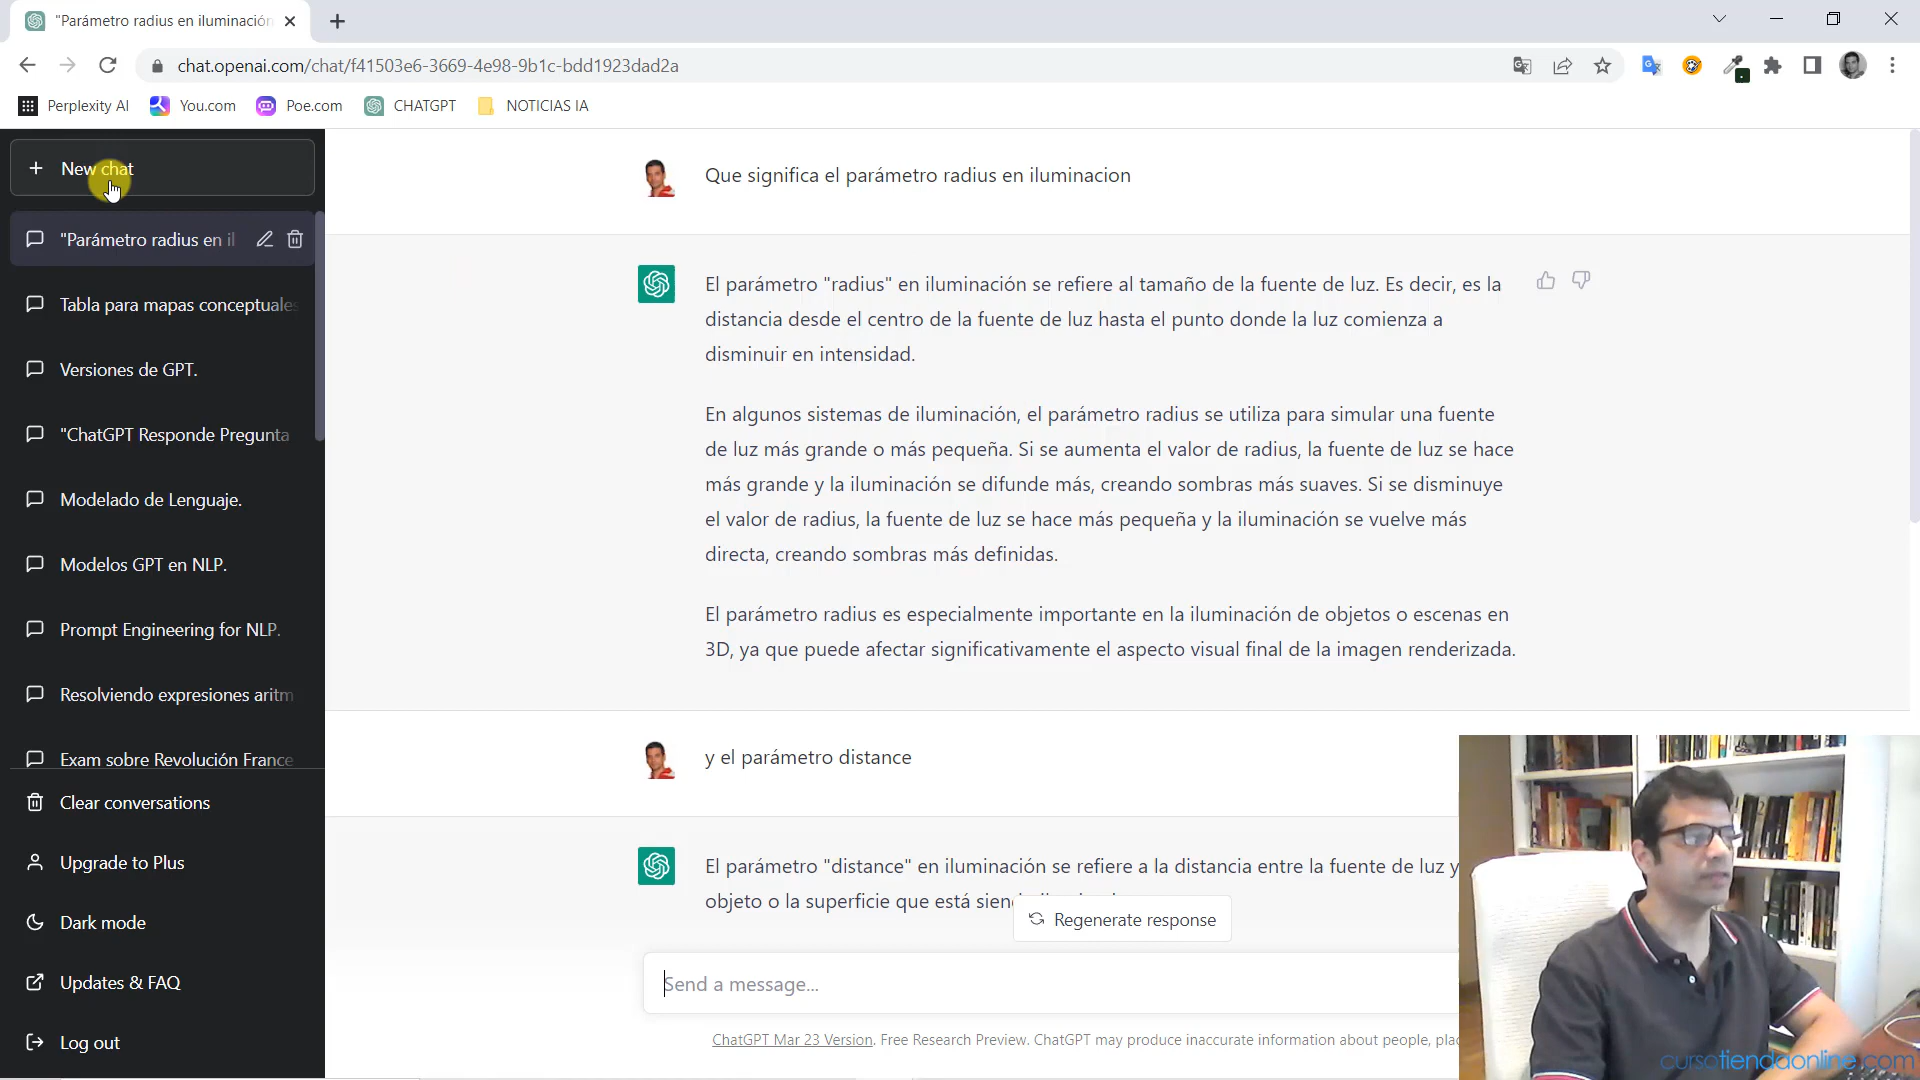 "Parámetro radius en iluminación
chat.openai.com/chat/f41503e6-3669-4e98-9b1c-bdd1923dad2a
Perplexity AI
You.com
Poe.com
CHATGPT
NOTICIAS IA
New chat
"Parámetro radius en il
Tabla para mapas conceptuales
Versiones de GPT.
"ChatGPT Responde Pregunta
Modelado de Lenguaje.
Modelos GPT en NLP.
Prompt Engineering for NLP.
Resolviendo expresiones aritm
Exam sobre Revolución France
Clear conversations
Upgrade to Plus
Dark mode
Updates & FAQ
Log out
Que significa el parámetro radius en iluminacion
El parámetro "radius" en iluminación se refiere al tamaño de la fuente de luz. Es decir, es la
distancia desde el centro de la fuente de luz hasta el punto donde la luz comienza a
disminuir en intensidad.
En algunos sistemas de iluminación, el parámetro radius se utiliza para simular una fuente
de luz más grande o más pequeña. Si se aumenta el valor de radius, la fuente de luz se hace
más grande y la iluminación se difunde más, creando sombras más suaves. Si se disminuye
el valor de radius, la fuente de luz se hace más pequeña y la iluminación se vuelve más
directa, creando sombras más definidas.
El parámetro radius es especialmente importante en la iluminación de objetos o escenas en
3D, ya que puede afectar significativamente el aspecto visual final de la imagen renderizada.
y el parámetro distance
El parámetro "distance" en iluminación se refiere a la distancia entre la fuente de luz y
objeto o la superficie que está
Regenerate response
Send a message...
ChatGPT Mar 23 Version. Free Research Preview. ChatGPT may produce inaccurate information about people,
cursotiendaonline.com